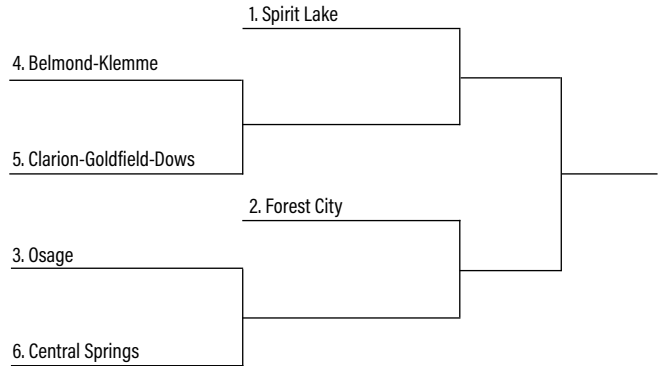 1. Spirit Lake
4. Belmond-Klemme
5. Clarion-Goldfield-Dows
2. Forest City
3. Osage
6. Central Springs